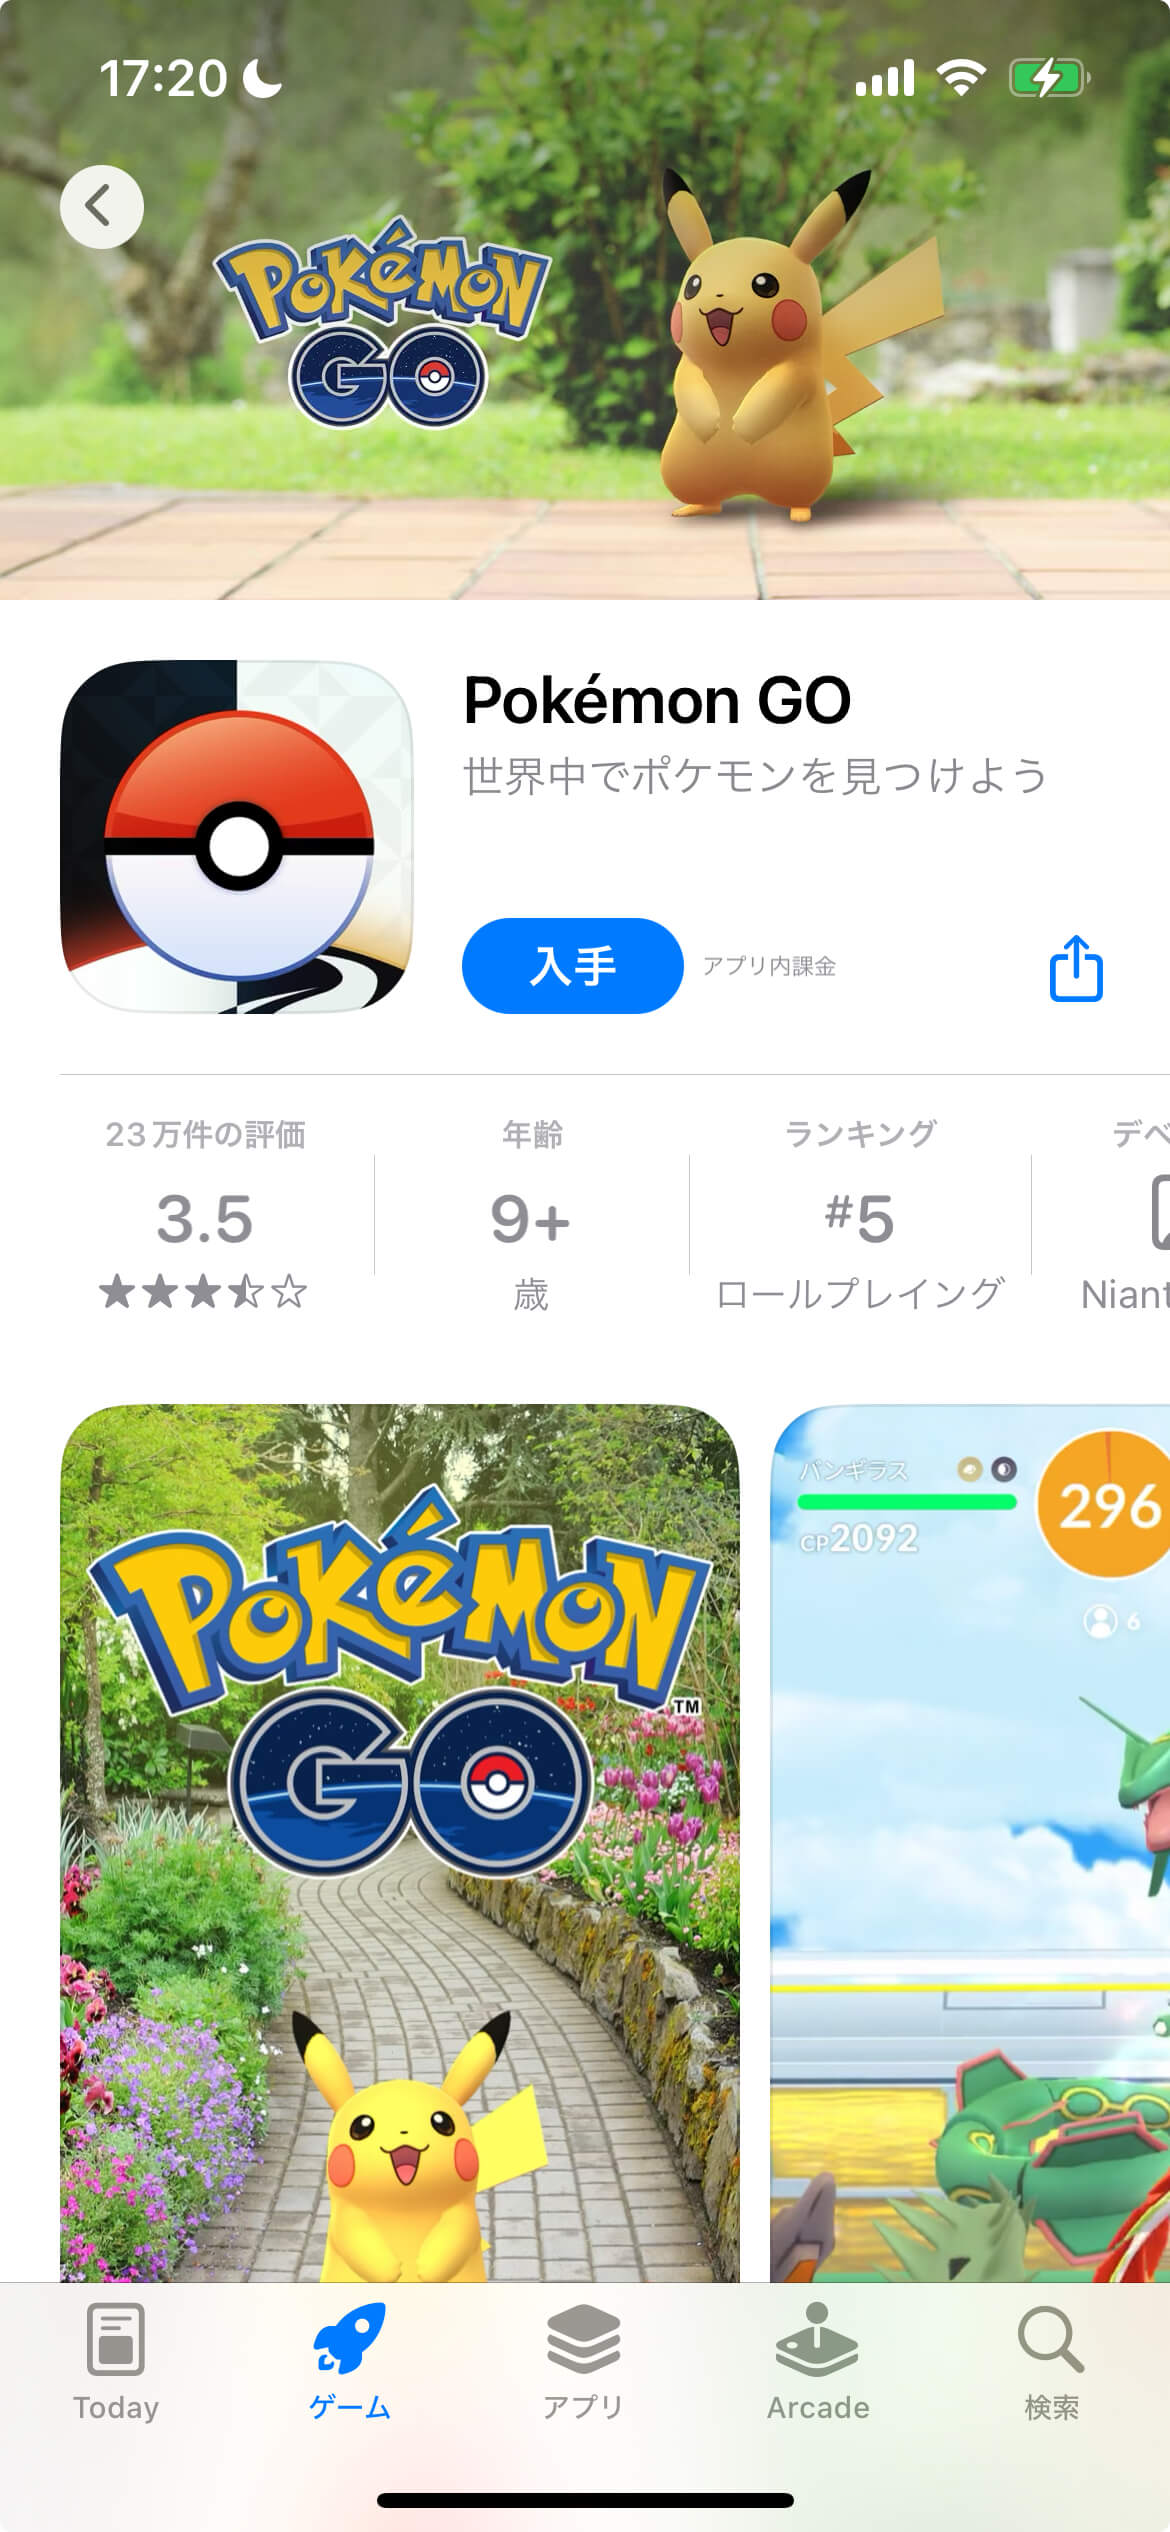 17:20
POKéMON
GO
Pokémon GO
世界中でポケモンを見つけよう
入手
アプリ内課金
23万件の評価
年齢
ランキング
デベ
3.5
9+
#5
歳
ロールプレイング
Niant
POKéMON
TM
GO
バンギラス
CP2092
296
6
Today
ゲーム
アプリ
Arcade
検索